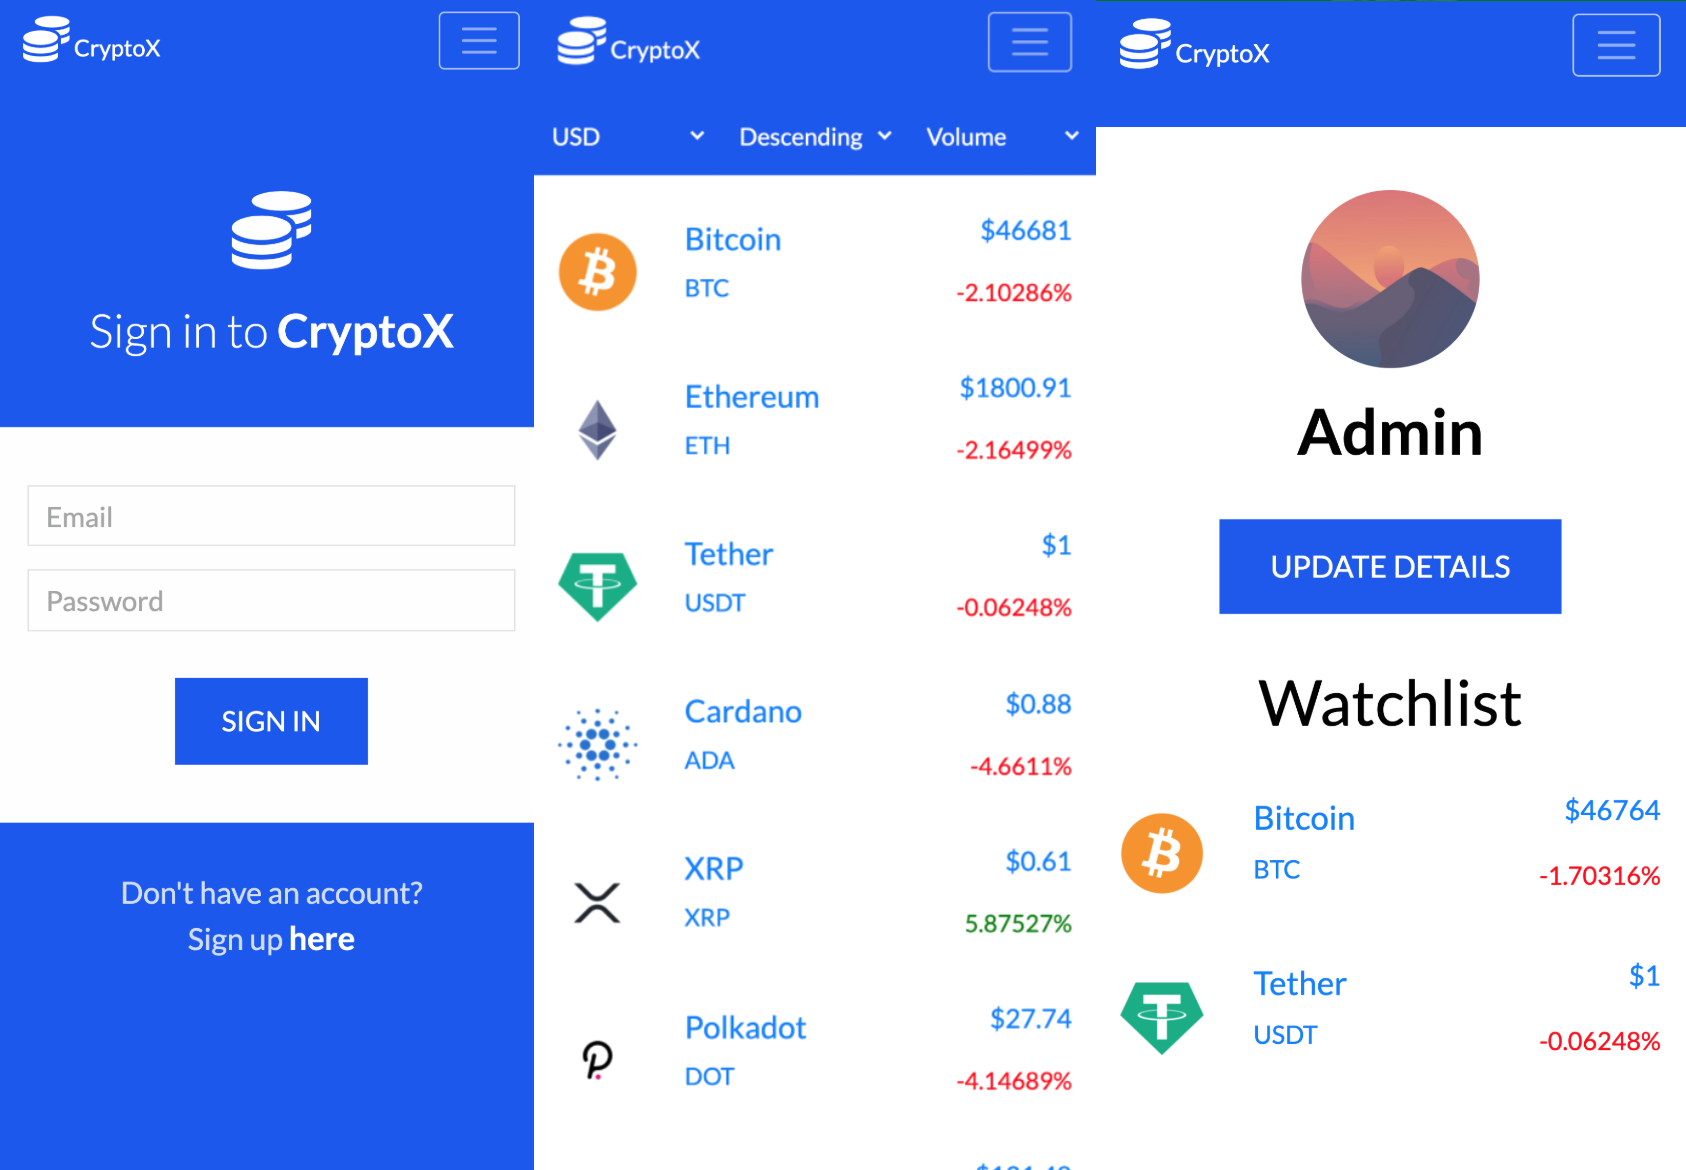 CryptoX
Sign in to CryptoX
Email
Password
SIGN IN
Don't have an account?
Sign up here
CryptoX
USD Descending Volume
Bitcoin $46681
BTC -2.10286%
Ethereum $1800.91
ETH -2.16499%
Tether $1
USDT -0.06248%
Cardano $0.88
ADA -4.6611%
XRP $0.61
XRP 5.87527%
Polkadot $27.74
DOT -4.14689%
CryptoX
Admin
UPDATE DETAILS
Watchlist
Bitcoin $46764
BTC -1.70316%
Tether $1
USDT -0.06248%